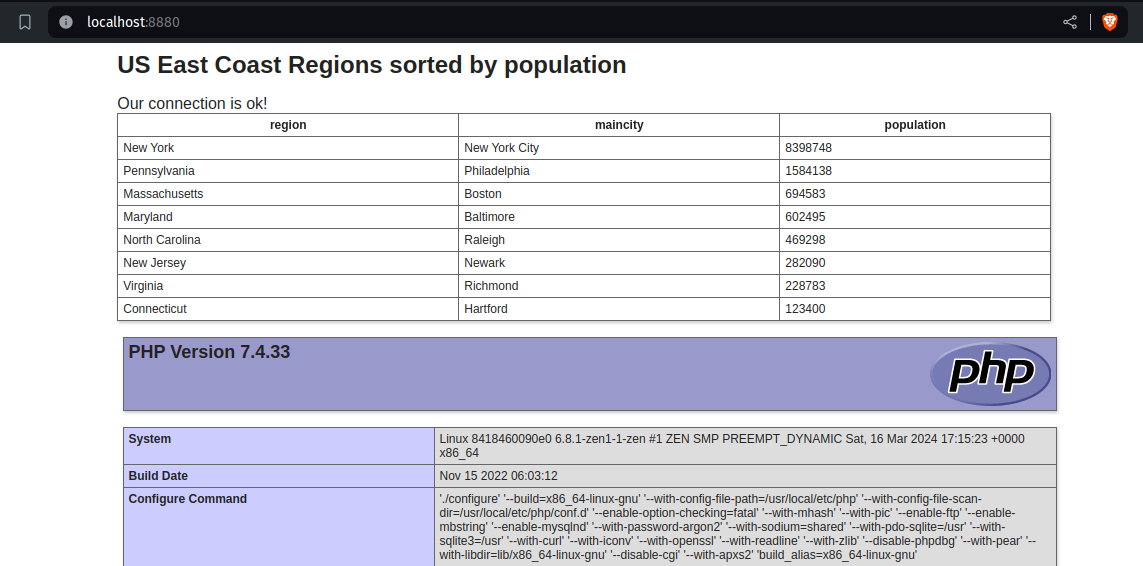 localhost:8880
US East Coast Regions sorted by population
Our connection is ok!
region maincity population
New York New York City 8398748
Pennsylvania Philadelphia 1584138
Massachusetts Boston 694583
Maryland Baltimore 602495
North Carolina Raleigh 469298
New Jersey Newark 282090
Virginia Richmond 228783
Connecticut Hartford 123400
PHP Version 7.4.33
php
System Linux 8418460090e0 6.8.1-zen1-1-zen #1 ZEN SMP PREEMPT_DYNAMIC Sat, 16 Mar 2024 17:15:23 +0000
x86_64
Build Date Nov 15 2022 06:03:12
Configure Command './configure' '--build=x86_64-linux-gnu' '--with-config-file-path=/usr/local/etc/php' '--with-config-file-scan-
dir=/usr/local/etc/php/conf.d' '--enable-option-checking=fatal' '--with-mhash' '--with-pic' '--enable-ftp' '--enable-
mbstring' '--enable-mysqlnd' '--with-password-argon2' '--with-sodium=shared' '--with-pdo-sqlite=/usr' '--with-
sqlite3=/usr' '--with-curl' '--with-iconv' '--with-openssl' '--with-readline' '--with-zlib' '--disable-phpdbg' '--with-pear' '--
with-libdir=lib/x86_64-linux-gnu' '--disable-cgi' '--with-apxs2' 'build_alias=x86_64-linux-gnu'